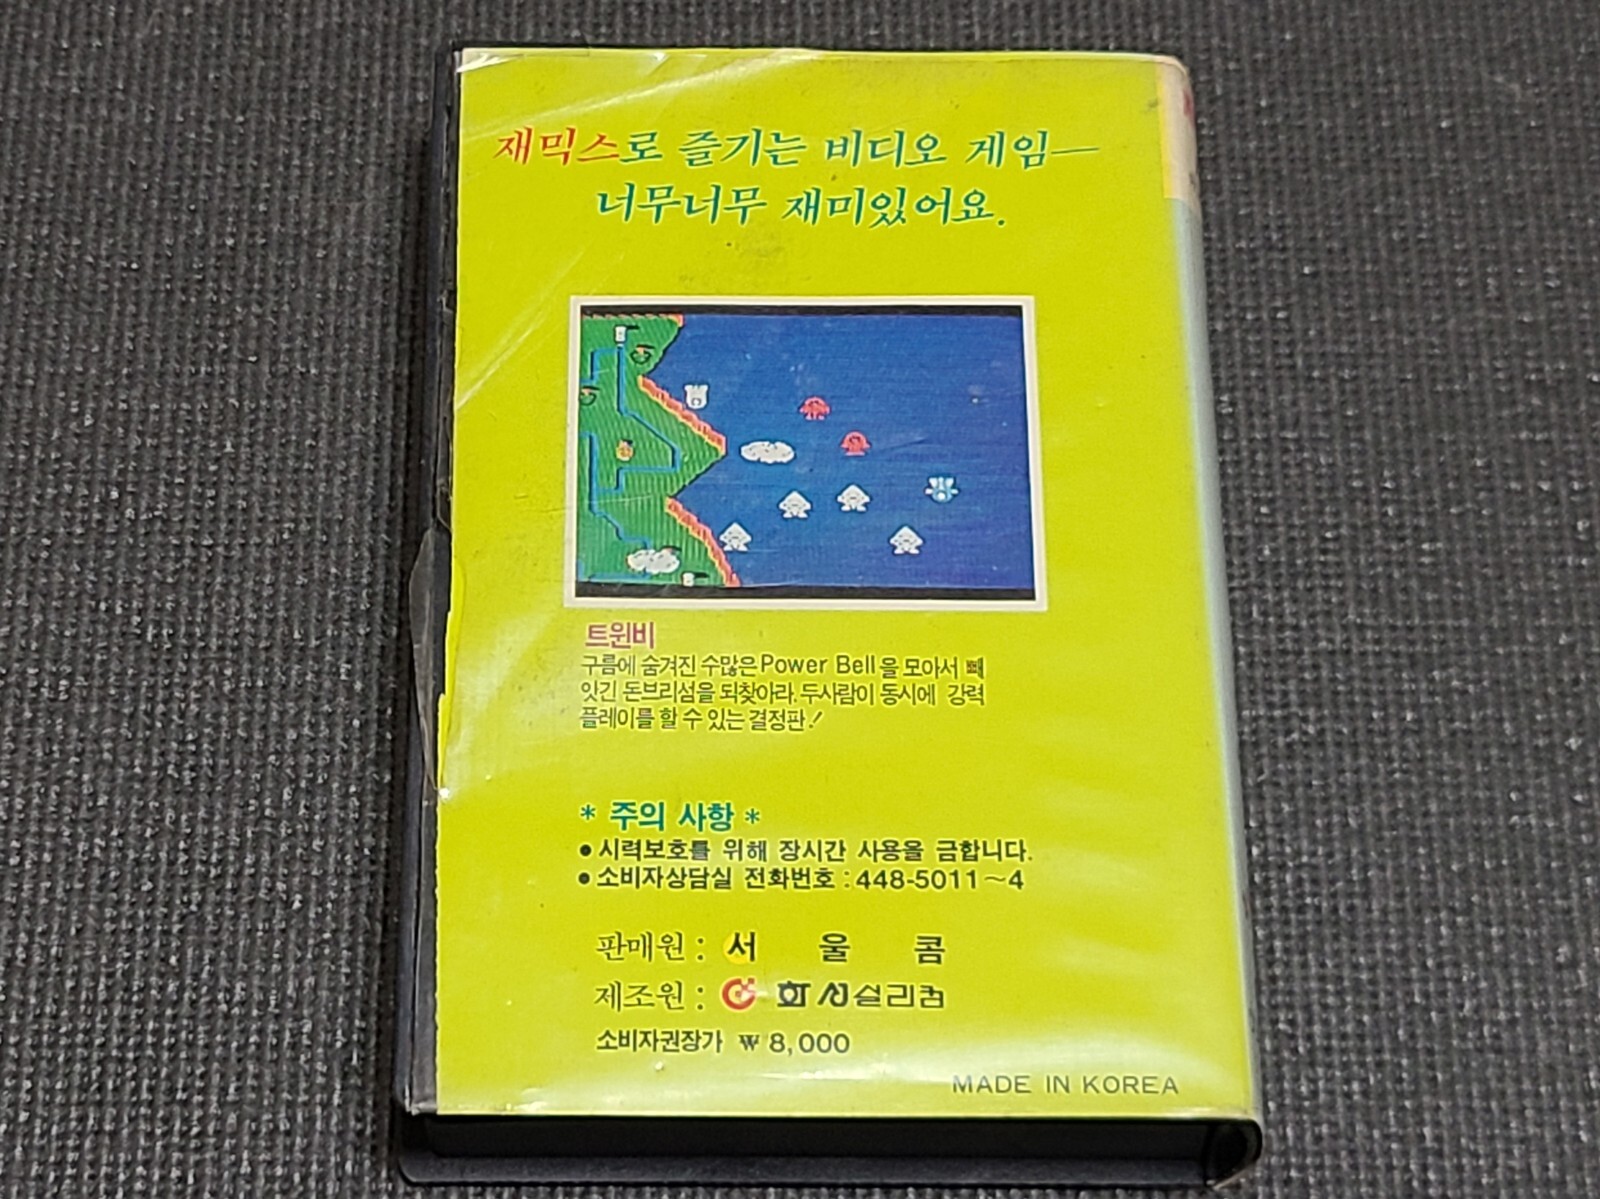 재믹스로 즐기는 비디오 게임—
너무너무 재미있어요.
트윈비
구름에 숨겨진 수많은 Power Bell을 모아서 빼
앗긴 돈브리섬을 되찾아라. 두사람이 동시에 강력
플레이를 할 수 있는 결정판!
* 주의 사항 *
● 시력보호를 위해 장시간 사용을 금합니다.
● 소비자상담실 전화번호 : 448-5011~4
판매원 : 서 울 콤
제조원 : 화성실리콤
소비자권장가 ₩ 8,000
MADE IN KOREA